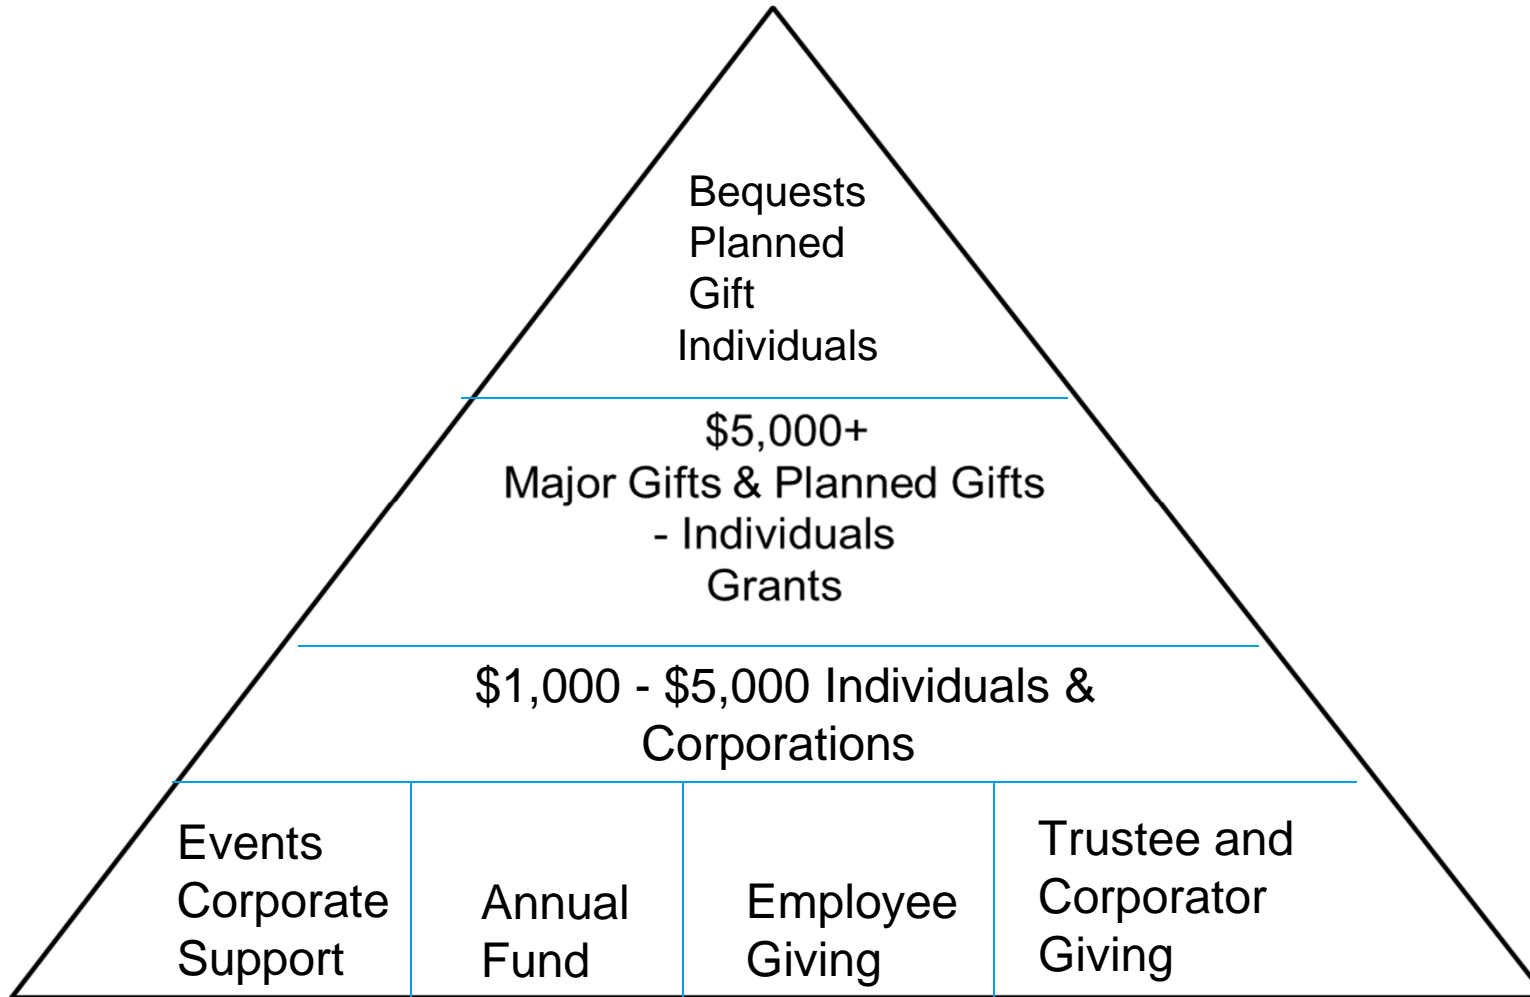 Bequests
Planned
Gift
Individuals
$5,000+
Major Gifts & Planned Gifts
- Individuals
Grants
$1,000 - $5,000 Individuals &
Corporations
Events
Corporate
Support
Annual
Fund
Employee
Giving
Trustee and
Corporator
Giving